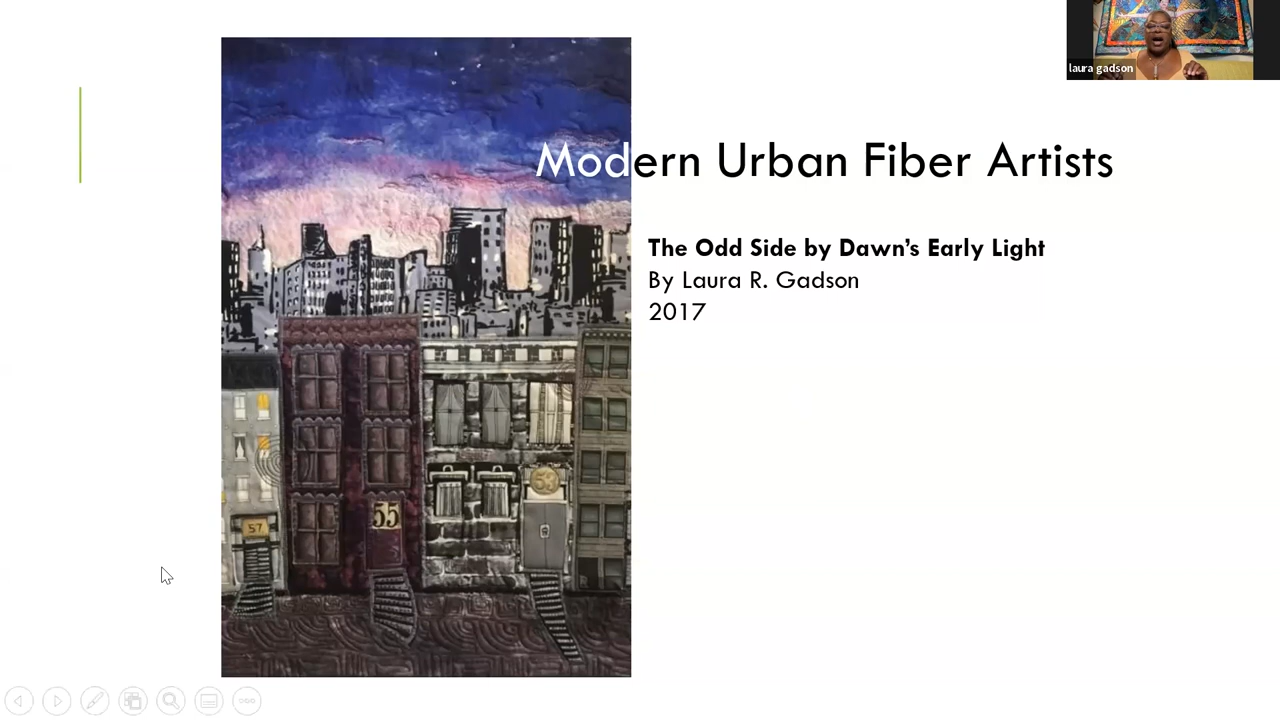 laura gadson
Modern Urban Fiber Artists
The Odd Side by Dawn’s Early Light
By Laura R. Gadson
2017
57
55
53